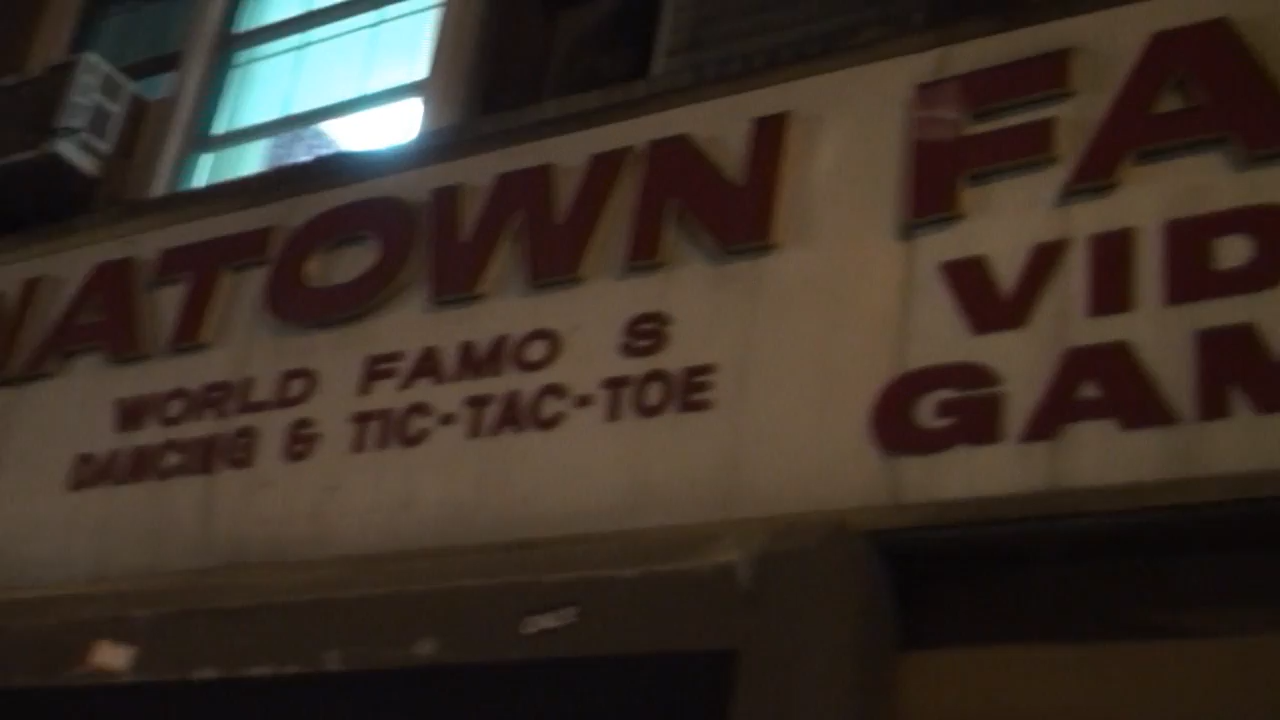 NATOWN FA
WORLD FAMO S
DANCING & TIC-TAC-TOE
VID
GAM